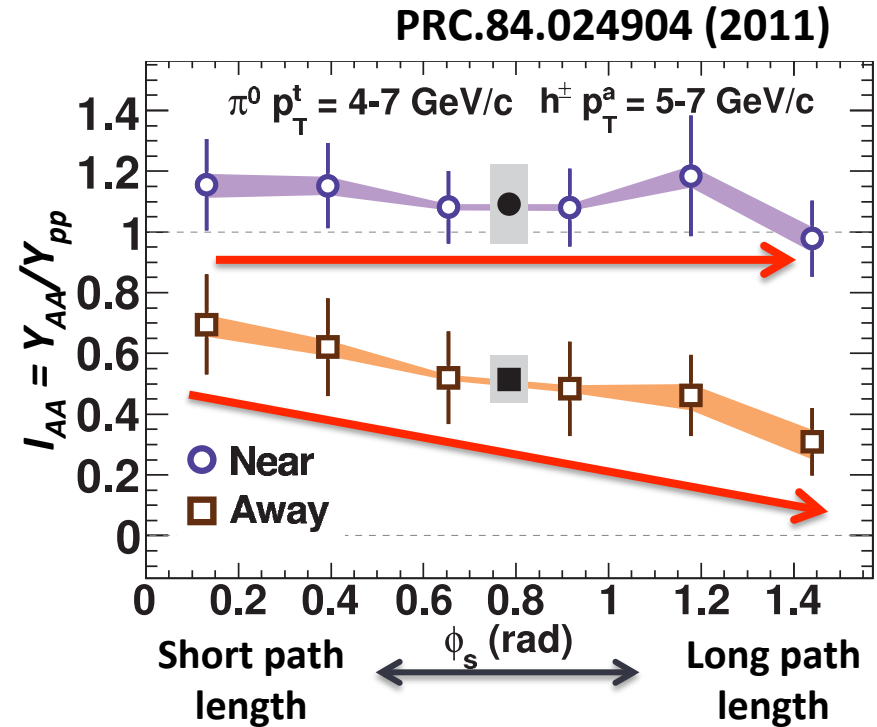 PRC.84.024904 (2011)
π⁰ pₜᵗ = 4-7 GeV/c h± pₜᵃ = 5-7 GeV/c
I_AA = Y_AA/Y_pp
1.4
1.2
1
0.8
0.6
0.4
0.2
0
Near
Away
0 0.2 0.4 0.6 0.8 1 1.2 1.4
ϕ_s (rad)
Short path
length
Long path
length